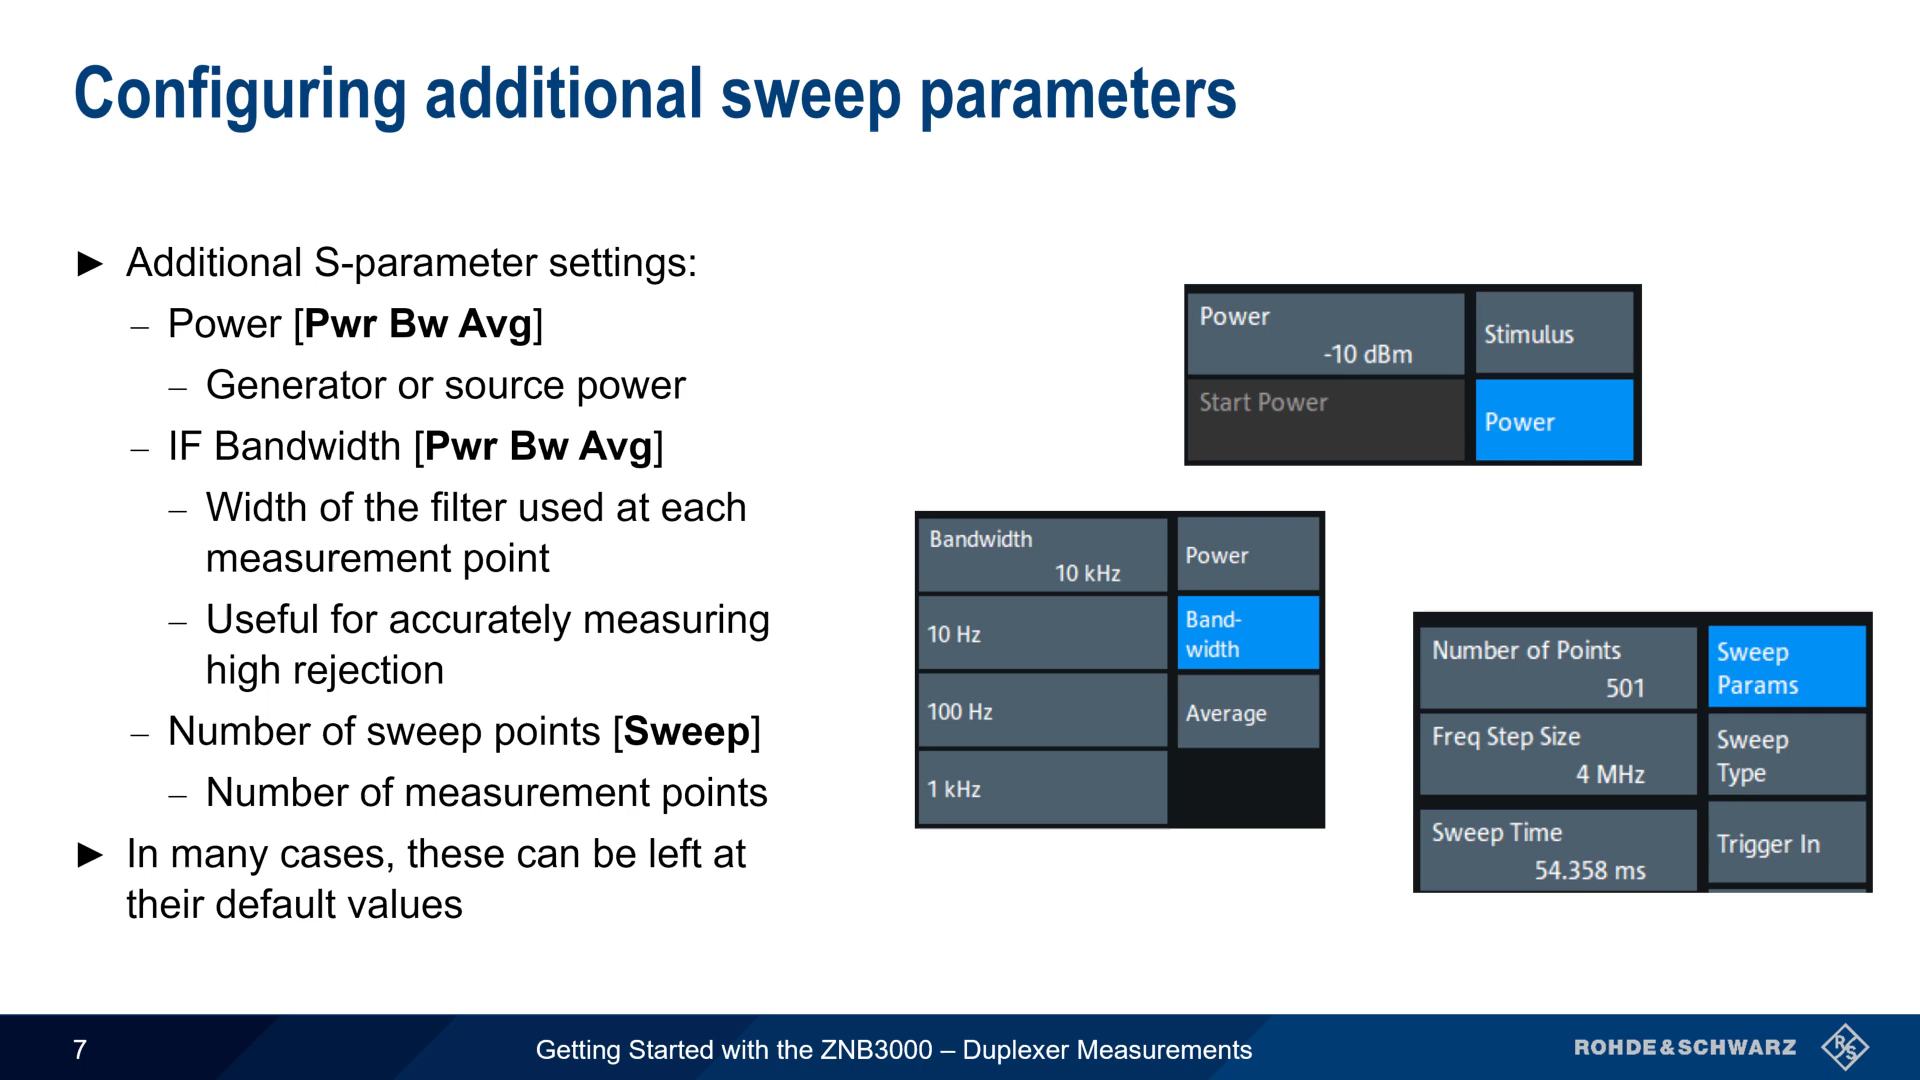 Configuring additional sweep parameters
► Additional S-parameter settings:
– Power [Pwr Bw Avg]
– Generator or source power
– IF Bandwidth [Pwr Bw Avg]
– Width of the filter used at each
measurement point
– Useful for accurately measuring
high rejection
– Number of sweep points [Sweep]
– Number of measurement points
► In many cases, these can be left at
their default values
Power
-10 dBm
Start Power
Stimulus
Power
Bandwidth
10 kHz
10 Hz
100 Hz
1 kHz
Power
Band-
width
Average
Number of Points
501
Freq Step Size
4 MHz
Sweep Time
54.358 ms
Sweep
Params
Sweep
Type
Trigger In
7
Getting Started with the ZNB3000 – Duplexer Measurements
ROHDE&SCHWARZ
R&S